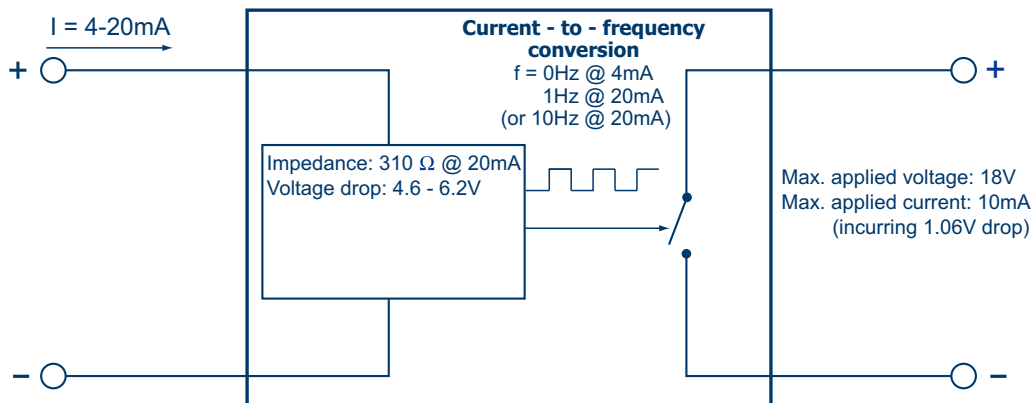 I = 4-20mA
Current - to - frequency
conversion
f = 0Hz @ 4mA
1Hz @ 20mA
(or 10Hz @ 20mA)
+
+
Impedance: 310 Ω @ 20mA
Voltage drop: 4.6 - 6.2V
Max. applied voltage: 18V
Max. applied current: 10mA
(incurring 1.06V drop)
–
–